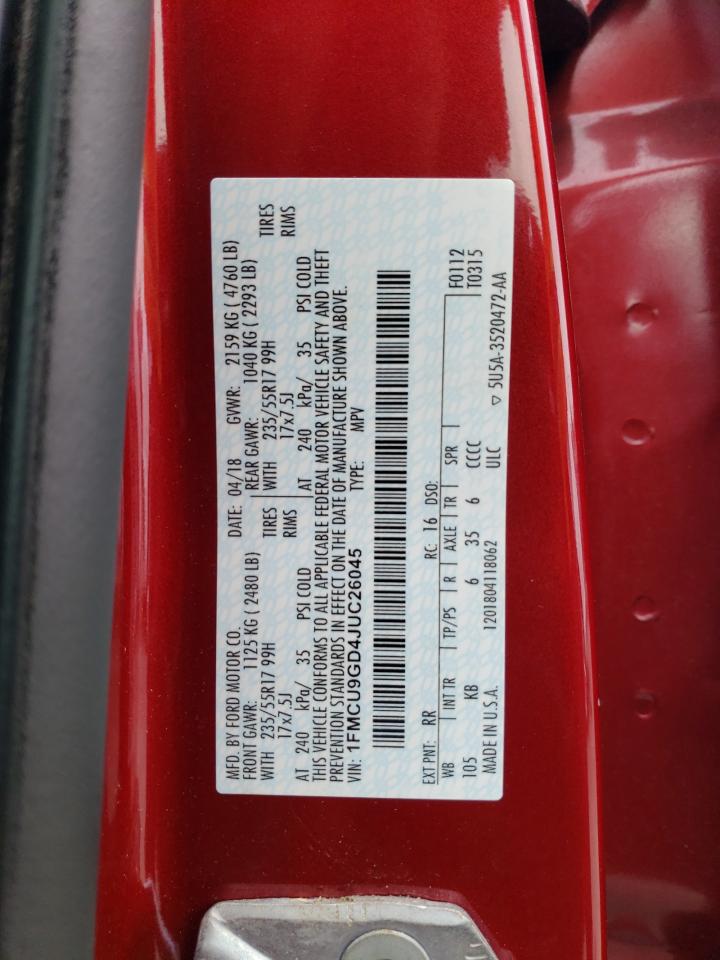 MFD. BY FORD MOTOR CO. DATE: 04/18 GVWR: 2159 KG ( 4760 LB)
FRONT GAWR: 1125 KG ( 2480 LB) REAR GAWR: 1040 KG ( 2293 LB)
WITH 235/55R17 99H TIRES WITH 235/55R17 99H TIRES
17x7.5J RIMS 17x7.5J RIMS
AT 240 kPa/ 35 PSI COLD AT 240 kPa/ 35 PSI COLD
THIS VEHICLE CONFORMS TO ALL APPLICABLE FEDERAL MOTOR VEHICLE SAFETY AND THEFT
PREVENTION STANDARDS IN EFFECT ON THE DATE OF MANUFACTURE SHOWN ABOVE.
VIN: 1FMCU9GD4JUC26045 TYPE: MPV
EXT PNT: RR RC: 16 DSO: F0112
WB INT TR TP/PS R AXLE TR SPR T0315
105 KB 6 35 6 CCCC
MADE IN U.S.A. 1201804118062 ULC ▽ 5U5A-3520472-AA